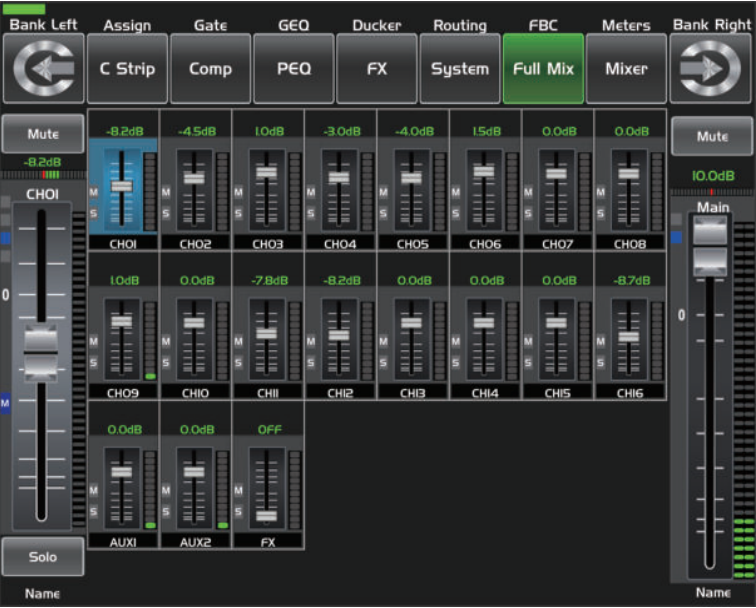 Bank Left Assign Gate GEQ Ducker Routing FBC Meters Bank Right
C Strip Comp PEQ FX System Full Mix Mixer
Mute -8.2dB -4.5dB 1.0dB -3.0dB -4.0dB 1.5dB 0.0dB 0.0dB Mute
-8.2dB 10.0dB
CH01 M M M M M M M M Main
S S S S S S S S
CH01 CH02 CH03 CH04 CH05 CH06 CH07 CH08
1.0dB 0.0dB -7.8dB -8.2dB 0.0dB 0.0dB 0.0dB -8.7dB
0 0
M M M M M M M M
S S S S S S S S
CH09 CH10 CH11 CH12 CH13 CH14 CH15 CH16
M
0.0dB 0.0dB OFF
M M M
S S S
AUX1 AUX2 FX
Solo
Name Name